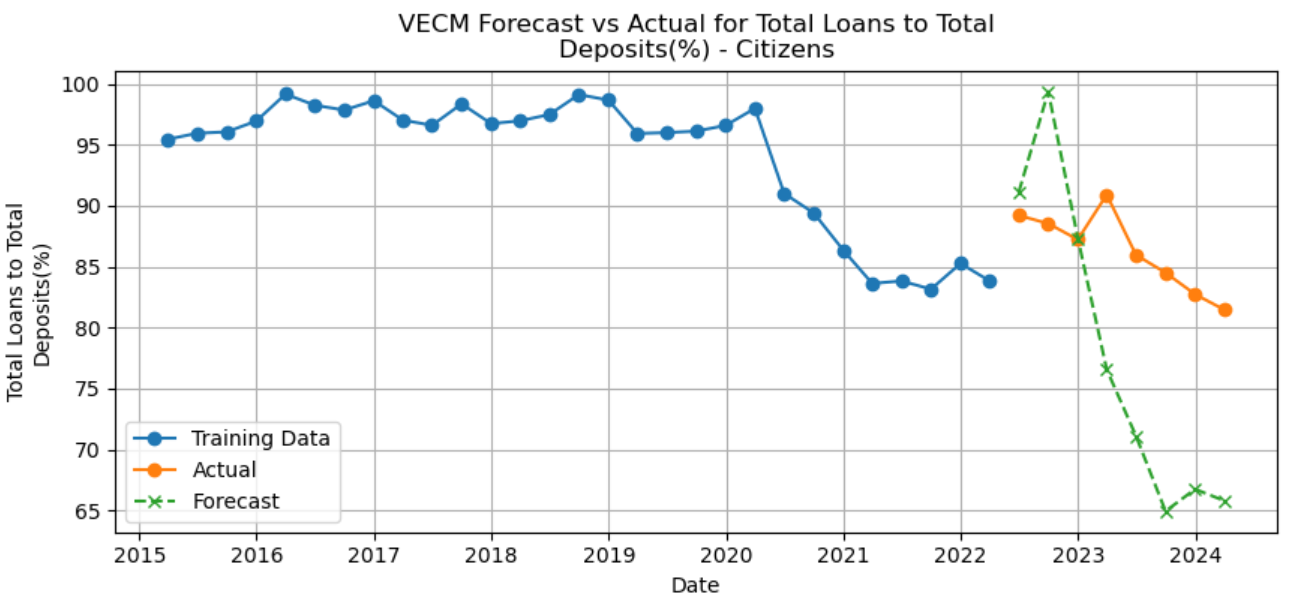 VECM Forecast vs Actual for Total Loans to Total
Deposits(%) - Citizens
Total Loans to Total
Deposits(%)
100
95
90
85
80
75
70
65
Training Data
Actual
Forecast
2015 2016 2017 2018 2019 2020 2021 2022 2023 2024
Date